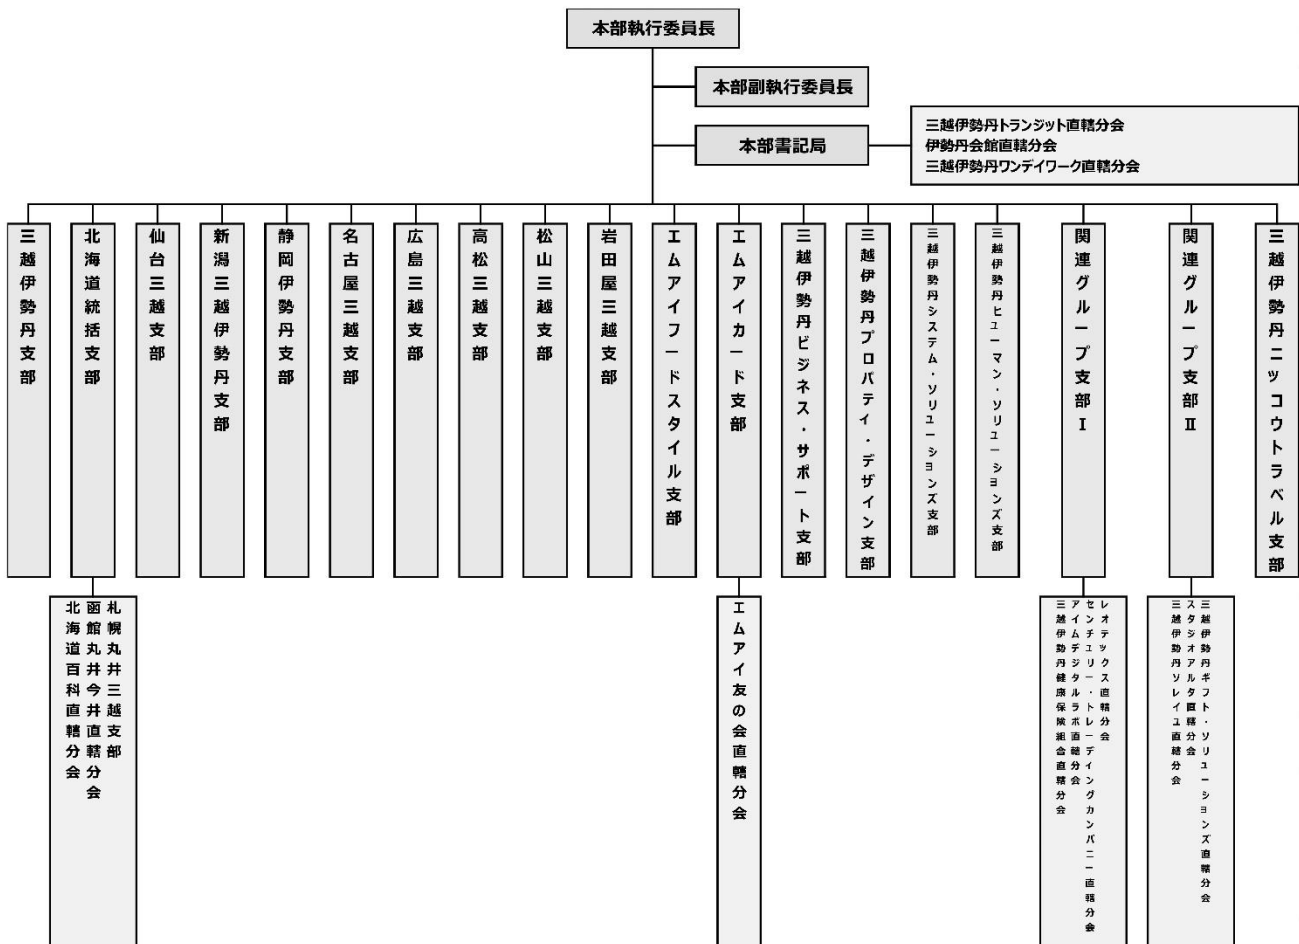 本部執行委員長
本部副執行委員長
本部書記局
三越伊勢丹トランジット直轄分会
伊勢丹会館直轄分会
三越伊勢丹ワンデイワーク直轄分会
三越伊勢丹支部
北海道統括支部
仙台三越支部
新潟三越伊勢丹支部
静岡伊勢丹支部
名古屋三越支部
広島三越支部
高松三越支部
松山三越支部
岩田屋三越支部
エムアイフードスタイル支部
エムアイカード支部
三越伊勢丹ビジネス・サポート支部
三越伊勢丹プロパティ・デザイン支部
三越伊勢丹システム・ソリューションズ支部
三越伊勢丹ヒューマン・ソリューションズ支部
関連グループ支部Ⅰ
関連グループ支部Ⅱ
三越伊勢丹ニッコウトラベル支部
札幌丸井三越支部
函館丸井今井直轄分会
北海道百科直轄分会
エムアイ友の会直轄分会
レオテックス直轄分会
センチュリー・トレーディングカンパニー直轄分会
アイムデジタルラボ直轄分会
三越伊勢丹健康保険組合直轄分会
三越伊勢丹ギフト・ソリューションズ直轄分会
スタジオアルタ直轄分会
三越伊勢丹ソレイユ直轄分会